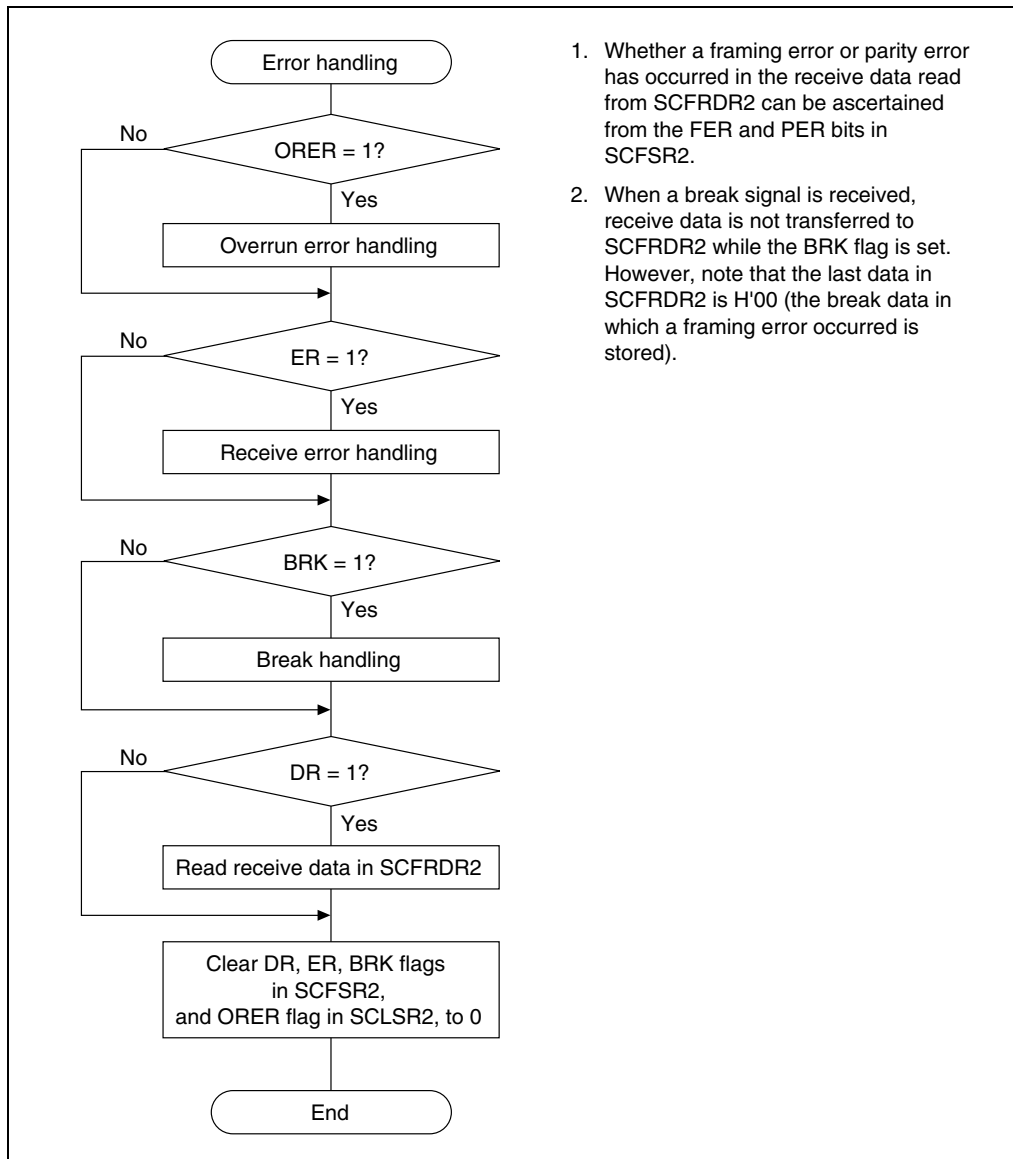 Error handling
No
ORER = 1?
Yes
Overrun error handling
No
ER = 1?
Yes
Receive error handling
No
BRK = 1?
Yes
Break handling
No
DR = 1?
Yes
Read receive data in SCFRDR2
Clear DR, ER, BRK flags
in SCFSR2,
and ORER flag in SCLSR2, to 0
End
1. Whether a framing error or parity error
has occurred in the receive data read
from SCFRDR2 can be ascertained
from the FER and PER bits in
SCFSR2.
2. When a break signal is received,
receive data is not transferred to
SCFRDR2 while the BRK flag is set.
However, note that the last data in
SCFRDR2 is H'00 (the break data in
which a framing error occurred is
stored).